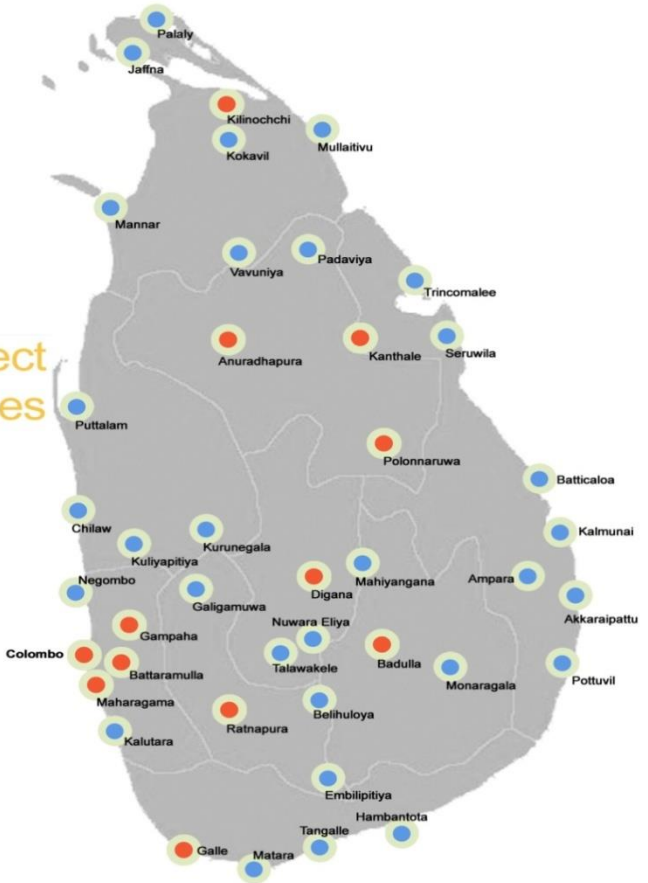 Palaly
Jaffna
Kilinochchi
Kokavil
Mullaitivu
Mannar
Vavuniya
Padaviya
Trincomalee
Anuradhapura
Kanthale
Seruwila
ect
es
Puttalam
Polonnaruwa
Batticaloa
Chilaw
Kurunegala
Kalmunai
Kuliyapitiya
Negombo
Galigamuwa
Digana
Mahiyangana
Ampara
Akkaraipattu
Gampaha
Nuwara Eliya
Colombo
Battaramulla
Talawakele
Badulla
Monaragala
Pottuvil
Maharagama
Ratnapura
Belihuloya
Kalutara
Embilipitiya
Hambantota
Tangalle
Galle
Matara